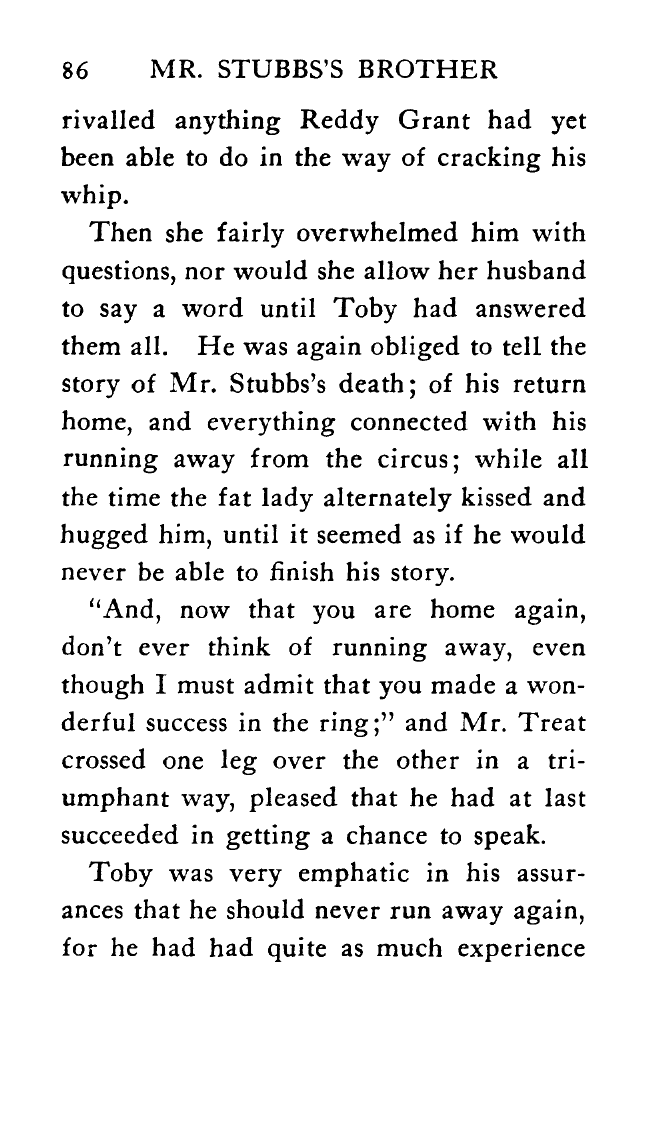 86 MR. STUBBS'S BROTHER
rivalled anything Reddy Grant had yet
been able to do in the way of cracking his
whip.
Then she fairly overwhelmed him with
questions, nor would she allow her husband
to say a word until Toby had answered
them all. He was again obliged to tell the
story of Mr. Stubbs's death; of his return
home, and everything connected with his
running away from the circus; while all
the time the fat lady alternately kissed and
hugged him, until it seemed as if he would
never be able to finish his story.
"And, now that you are home again,
don't ever think of running away, even
though I must admit that you made a won-
derful success in the ring;" and Mr. Treat
crossed one leg over the other in a tri-
umphant way, pleased that he had at last
succeeded in getting a chance to speak.
Toby was very emphatic in his assur-
ances that he should never run away again,
for he had had quite as much experience